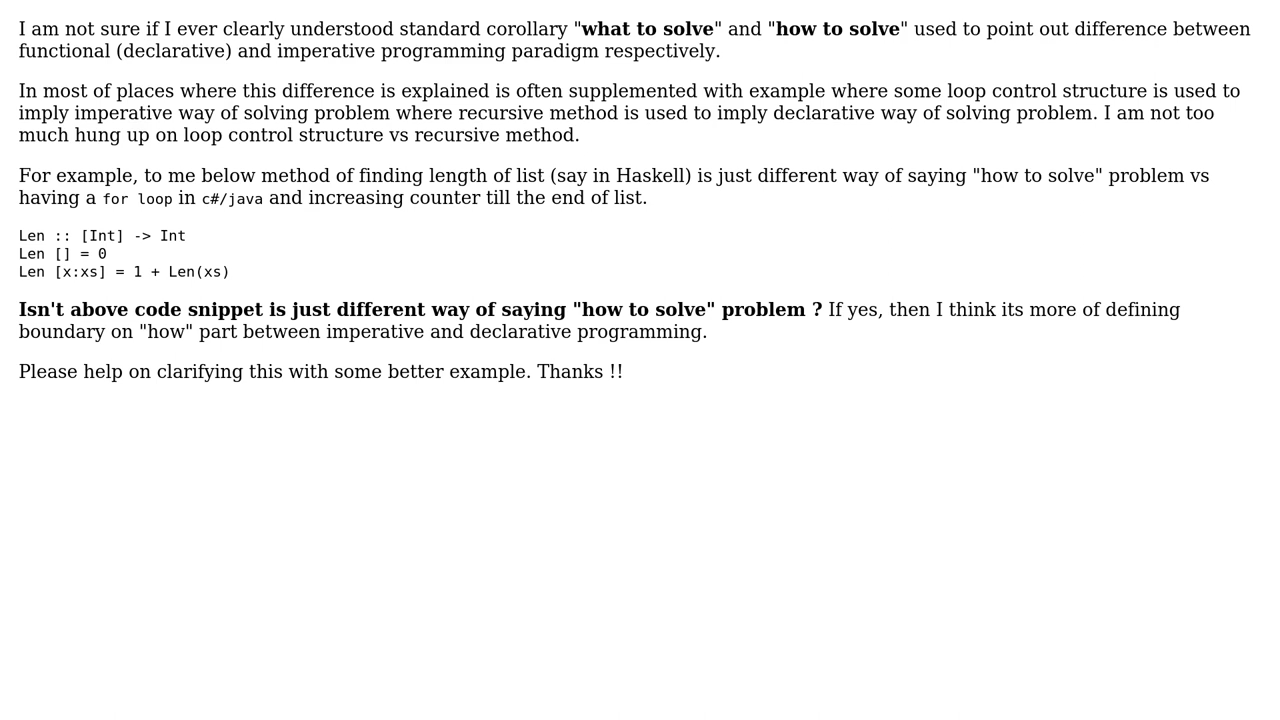 I am not sure if I ever clearly understood standard corollary "what to solve" and "how to solve" used to point out difference between
functional (declarative) and imperative programming paradigm respectively.
In most of places where this difference is explained is often supplemented with example where some loop control structure is used to
imply imperative way of solving problem where recursive method is used to imply declarative way of solving problem. I am not too
much hung up on loop control structure vs recursive method.
For example, to me below method of finding length of list (say in Haskell) is just different way of saying "how to solve" problem vs
having a for loop in c#/java and increasing counter till the end of list.
Len :: [Int] -> Int
Len [] = 0
Len [x:xs] = 1 + Len(xs)
Isn't above code snippet is just different way of saying "how to solve" problem ? If yes, then I think its more of defining
boundary on "how" part between imperative and declarative programming.
Please help on clarifying this with some better example. Thanks !!